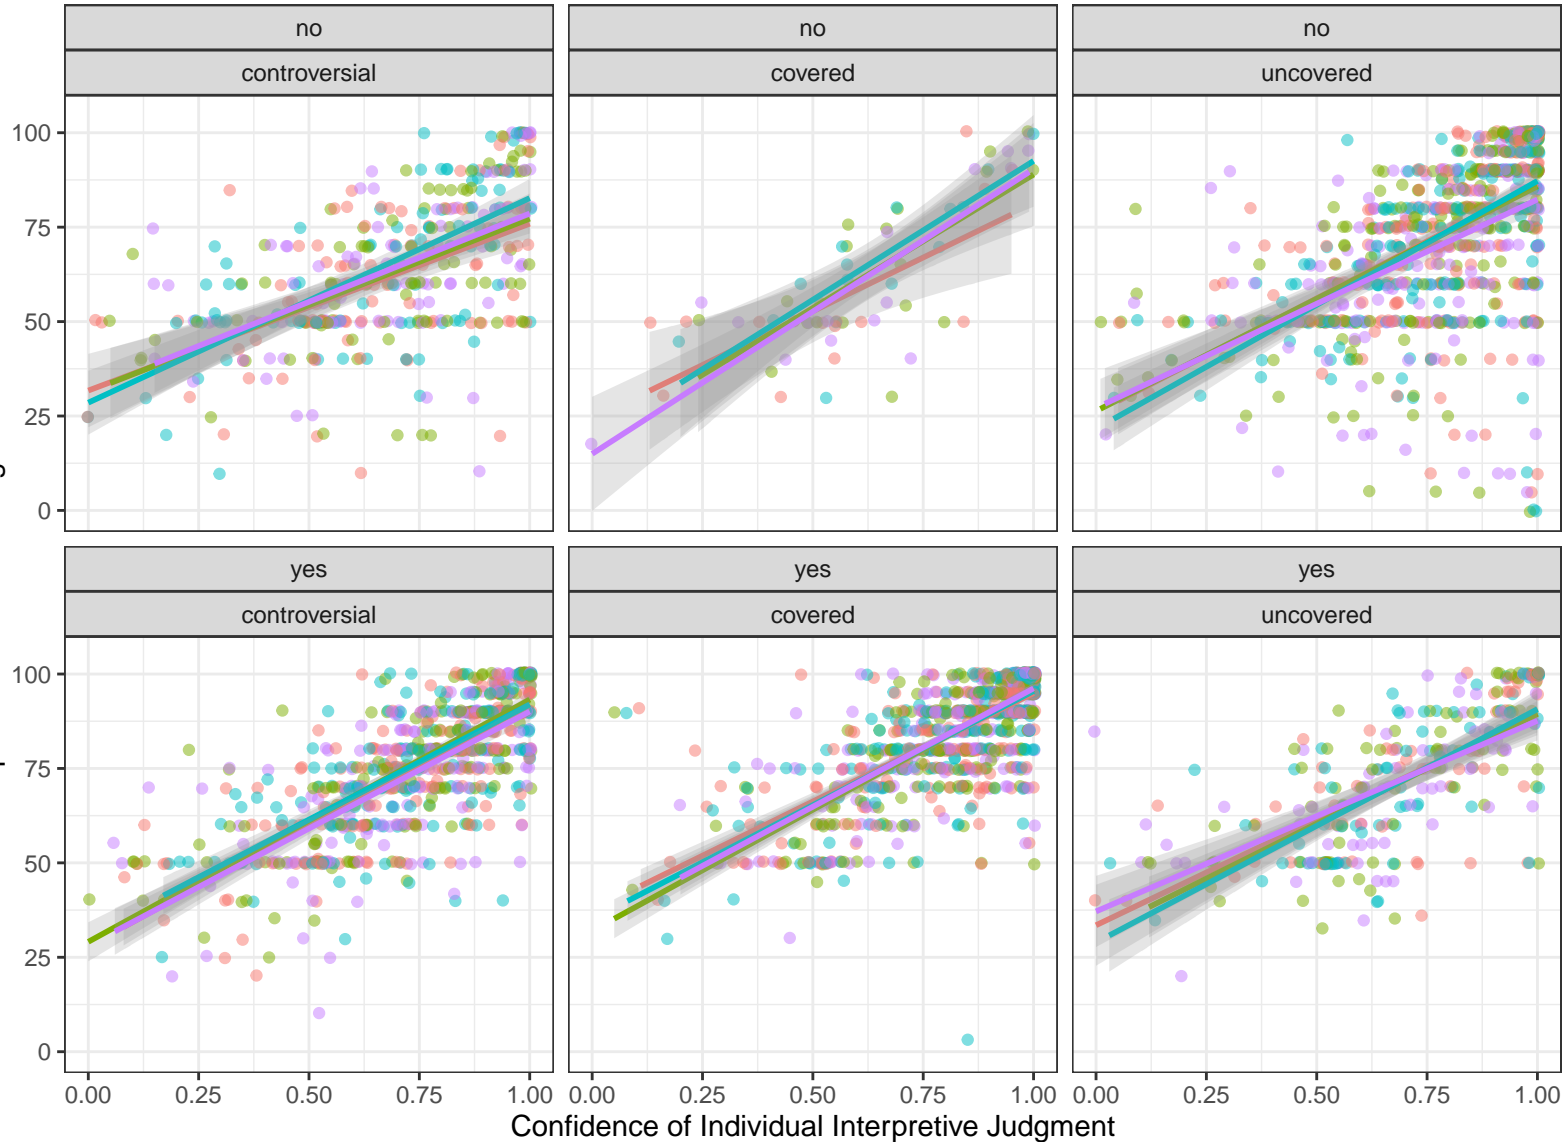 no
no
no
controversial
covered
uncovered
100
75
50
25
0
yes
yes
yes
controversial
covered
uncovered
100
75
50
25
0
0.00 0.25 0.50 0.75 1.00 0.00 0.25 0.50 0.75 1.00 0.00 0.25 0.50 0.75 1.00
Confidence of Individual Interpretive Judgment